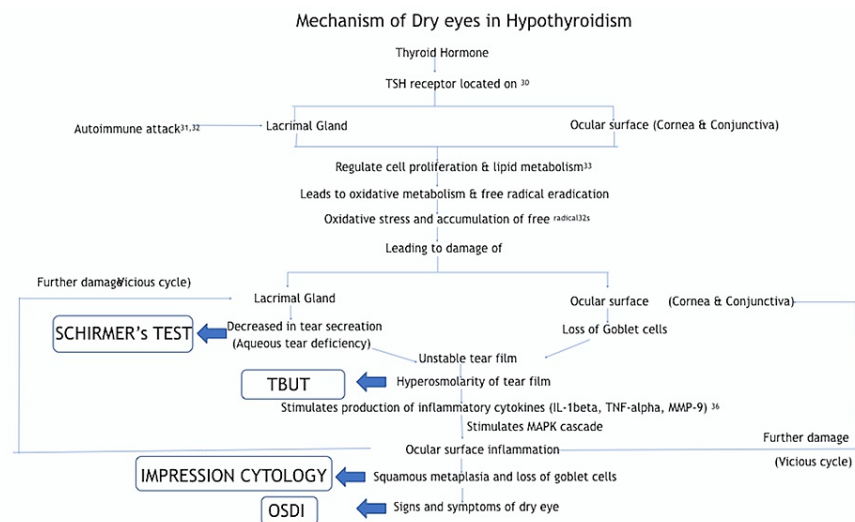 Mechanism of Dry eyes in Hypothyroidism
Thyroid Hormone
TSH receptor located on 30
Autoimmune attack31,32
Lacrimal Gland
Ocular surface (Cornea & Conjunctiva)
Regulate cell proliferation & lipid metabolism33
Leads to oxidative metabolism & free radical eradication
Oxidative stress and accumulation of free radical32s
Leading to damage of
Further damage
Vicious cycle)
Lacrimal Gland
Ocular surface (Cornea & Conjunctiva)
SCHIRMER's TEST
Decreased in tear secreation
(Aqueous tear deficiency)
Loss of Goblet cells
Unstable tear film
TBUT
Hyperosmolarity of tear film
Stimulates production of inflammatory cytokines (IL-1beta, TNF-alpha, MMP-9) 36
Stimulates MAPK cascade
Ocular surface inflammation
Further damage
(Vicious cycle)
IMPRESSION CYTOLOGY
Squamous metaplasia and loss of goblet cells
OSDI
Signs and symptoms of dry eye